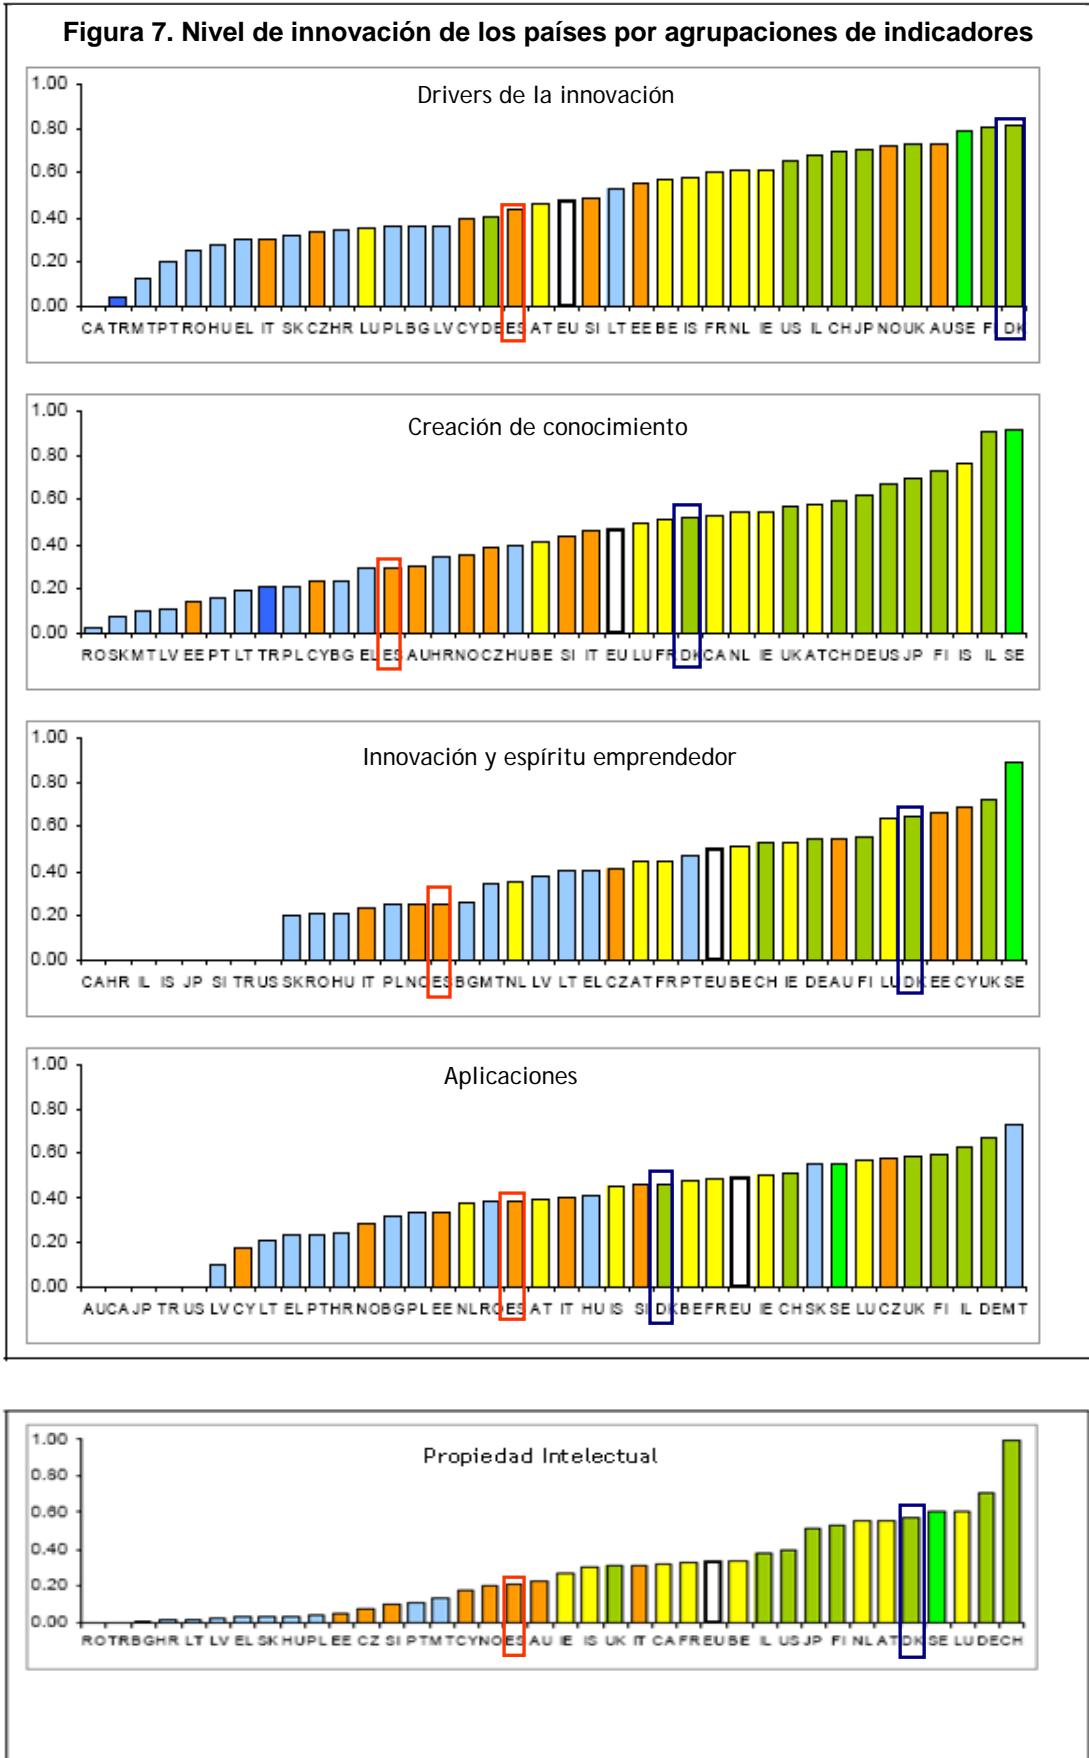 Figura 7. Nivel de innovación de los países por agrupaciones de indicadores
Drivers de la innovación
1.00
0.80
0.60
0.40
0.20
0.00
CA TR MT PT RO HU EL IT SK CZ HR LU PL BG LV CY DE ES AT EU SI LT EE BE IS FR NL IE US IL CH JP NO UK AU SE FI DK
Creación de conocimiento
1.00
0.80
0.60
0.40
0.20
0.00
RO SK MT LV EE PT LT TR PL CY BG EL ES AU HR NO CZ HU BE SI IT EU LU FR DK CA NL IE UK AT CH DE US JP FI IS IL SE
Innovación y espíritu emprendedor
1.00
0.80
0.60
0.40
0.20
0.00
CA HR IL IS JP SI TR US SK RO HU IT PL NO ES BG MT NL LV LT EL CZ AT FR PT EU BE CH IE DE AU FI LU DK EE CY UK SE
Aplicaciones
1.00
0.80
0.60
0.40
0.20
0.00
AU CA JP TR US LV CY LT EL PT HR NO BG PL EE NL RO ES AT IT HU IS SI DK BE FR EU IE CH SK SE LU CZ UK FI IL DE MT
Propiedad Intelectual
1.00
0.80
0.60
0.40
0.20
0.00
RO TR BG HR LT LV EL SK HU PL EE CZ SI PT MT CY NO ES AU IE IS UK IT CA FR EU BE IL US JP FI NL AT DK SE LU DE CH